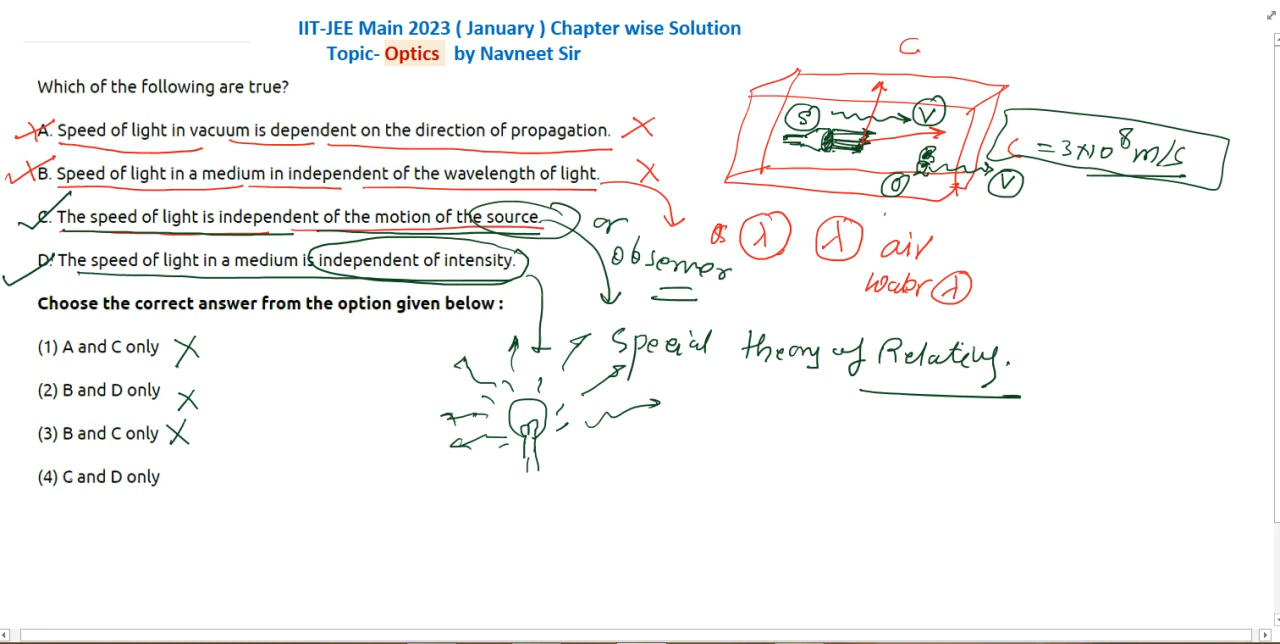 IIT-JEE Main 2023 ( January ) Chapter wise Solution
Topic- Optics by Navneet Sir
Which of the following are true?
A. Speed of light in vacuum is dependent on the direction of propagation.
B. Speed of light in a medium in independent of the wavelength of light.
C. The speed of light is independent of the motion of the source.
D. The speed of light in a medium is independent of intensity.
Choose the correct answer from the option given below :
(1) A and C only
(2) B and D only
(3) B and C only
(4) C and D only
C
S
V
O
V
C = 3×10⁸ m/s
or
observer
λ λ air
λ
Special theory of